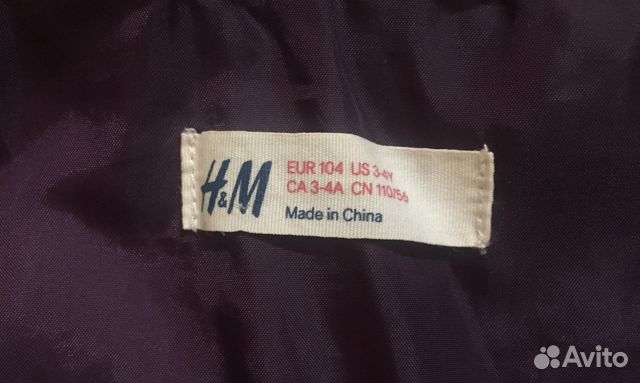 H&M
EUR 104 US 3-4Y
CA 3-4A CN 110/56
Made in China
Avito